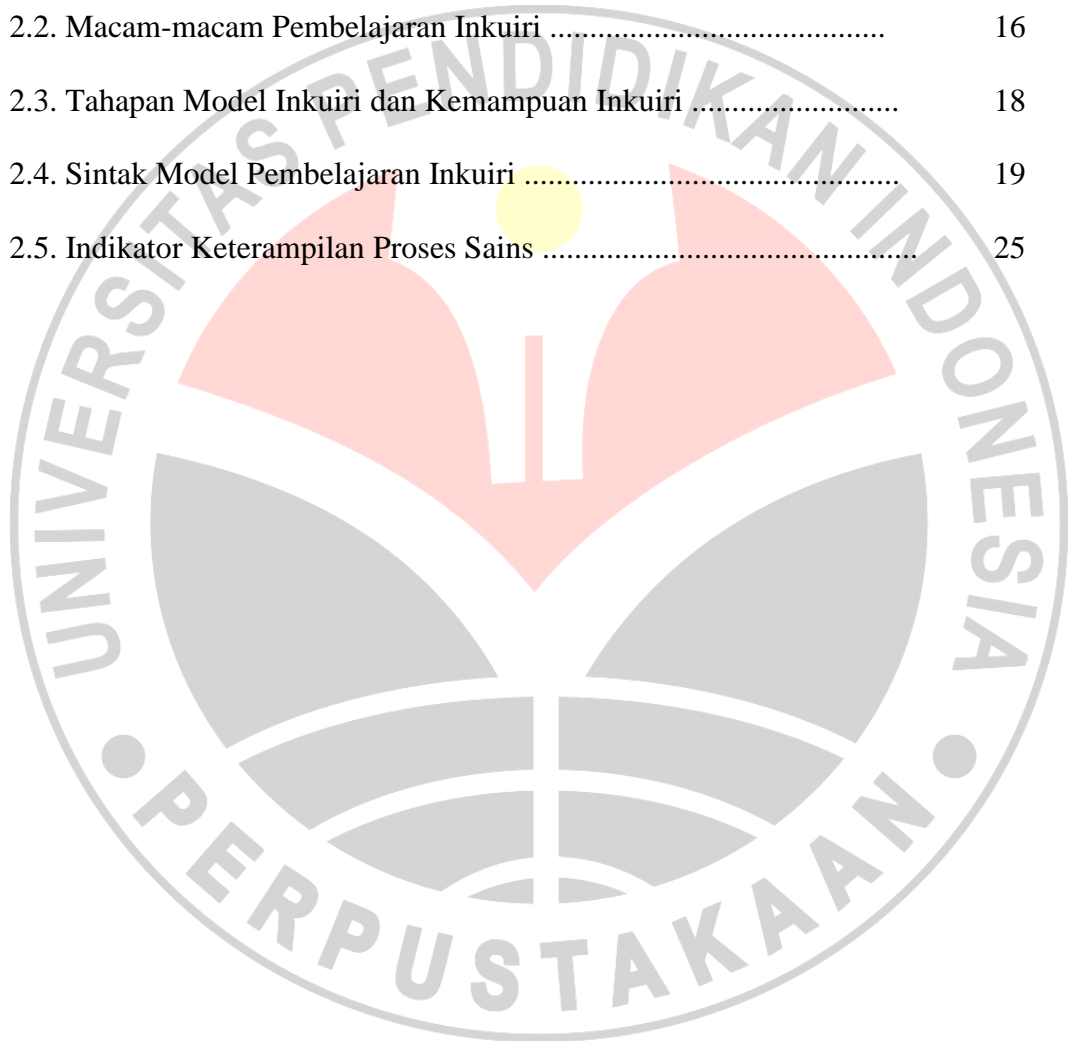 2.2. Macam-macam Pembelajaran Inkuiri .......................................... 16
2.3. Tahapan Model Inkuiri dan Kemampuan Inkuiri .......................... 18
2.4. Sintak Model Pembelajaran Inkuiri .............................................. 19
2.5. Indikator Keterampilan Proses Sains .............................................. 25
UNIVERSITAS PENDIDIKAN INDONESIA
PERPUSTAKAAN